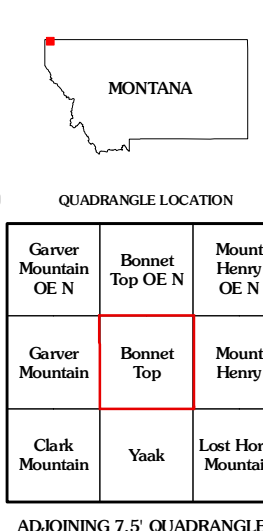 MONTANA
QUADRANGLE LOCATION
Garver Mountain OE N
Bonnet Top OE N
Mount Henry OE N
Garver Mountain
Bonnet Top
Mount Henry
Clark Mountain
Yaak
Lost Hor Mountai
ADJOINING 7.5' QUADRANGLE